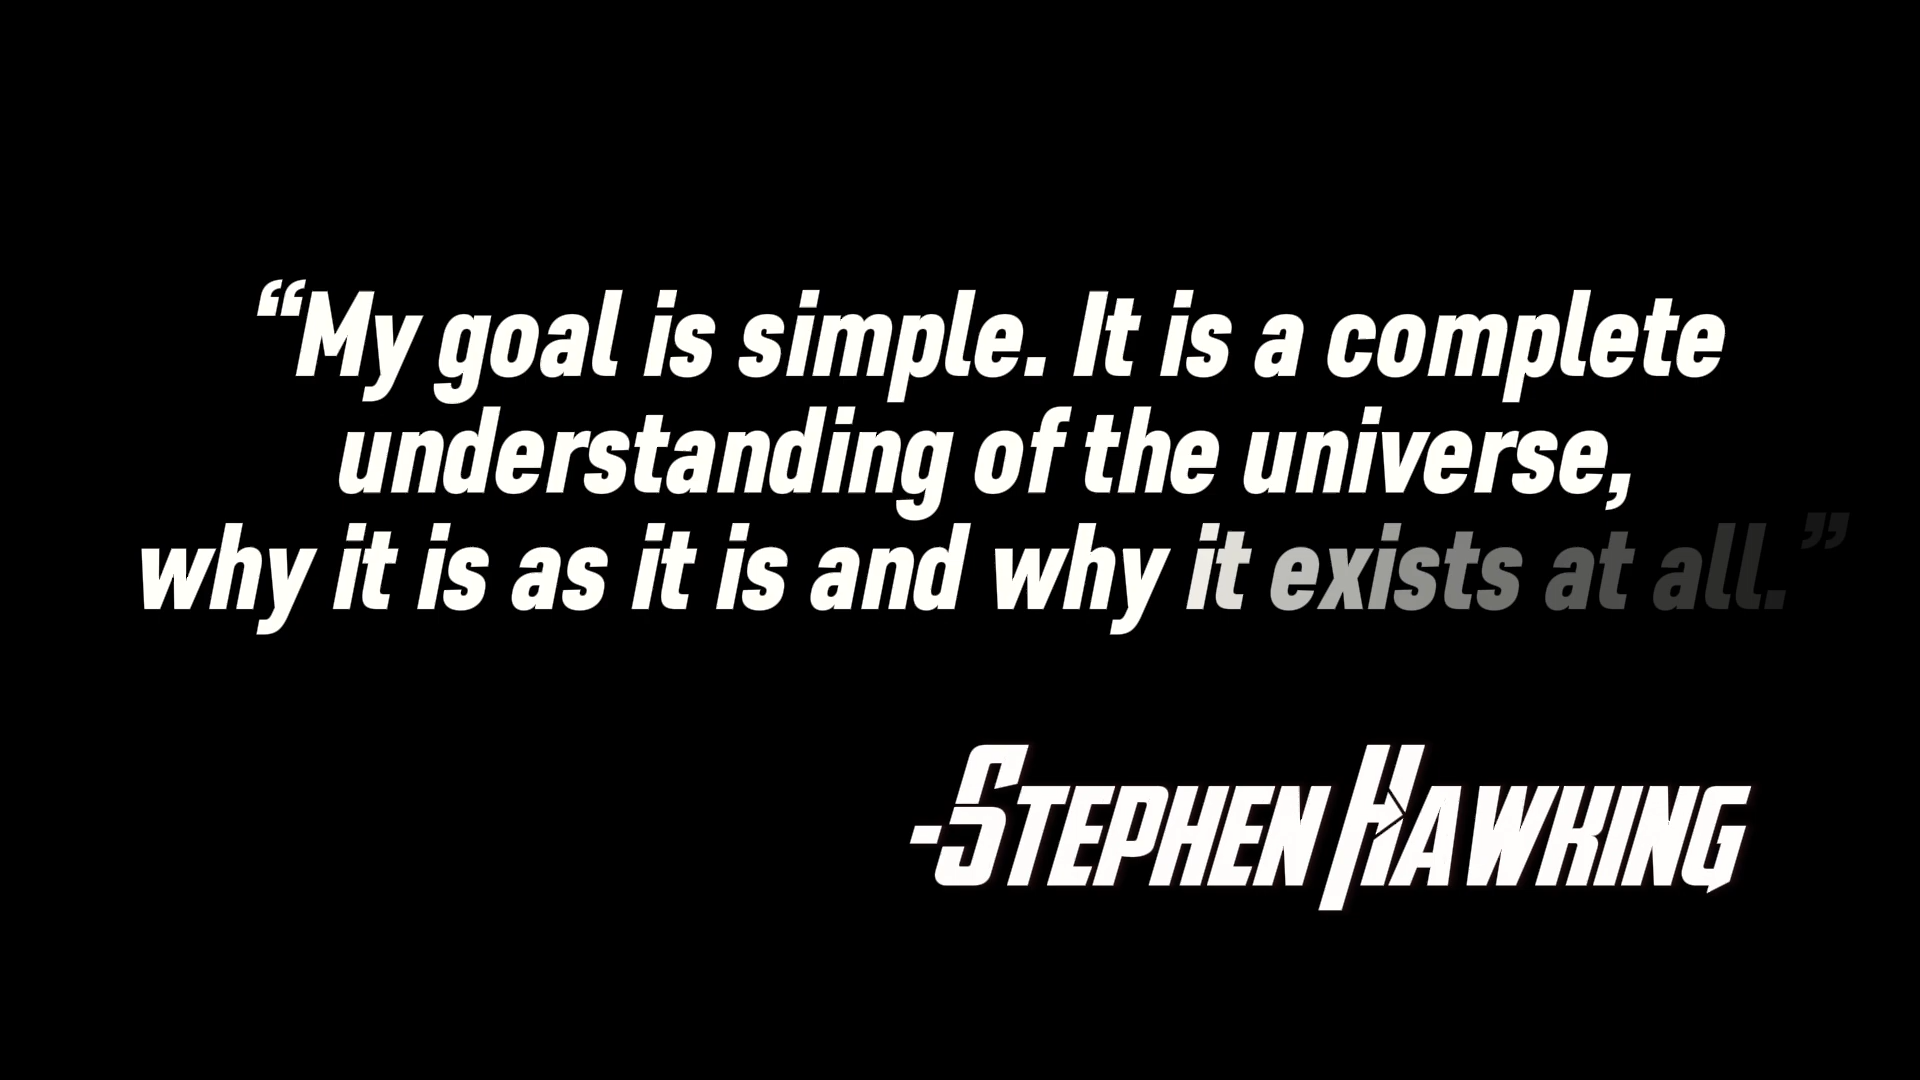 “My goal is simple. It is a complete
understanding of the universe,
why it is as it is and why it exists at all.”
-STEPHEN HAWKING